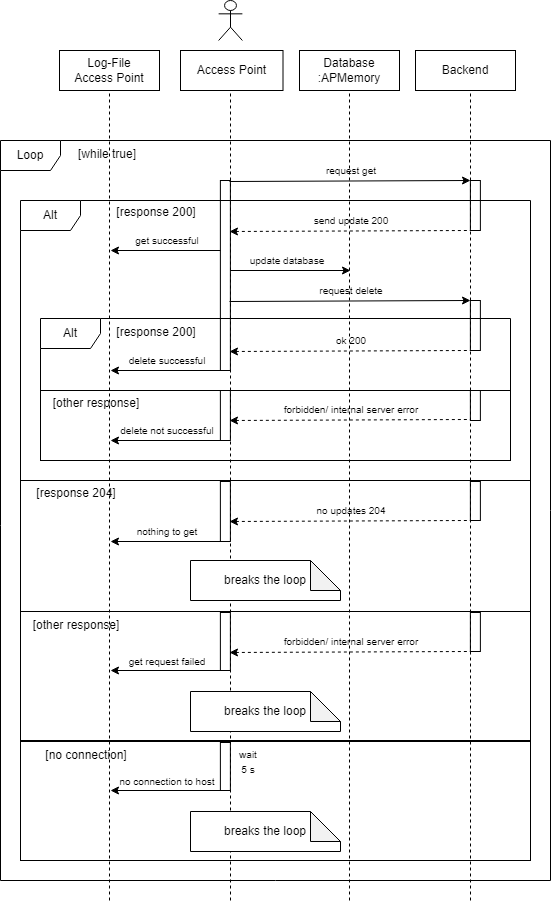 Log-File
Access Point
Access Point
Database
:APMemory
Backend
Loop
[while true]
request get
Alt
[response 200]
send update 200
get successful
update database
request delete
Alt
[response 200]
ok 200
delete successful
[other response]
forbidden/ internal server error
delete not successful
[response 204]
no updates 204
nothing to get
breaks the loop
[other response]
forbidden/ internal server error
get request failed
breaks the loop
[no connection]
wait
5 s
no connection to host
breaks the loop